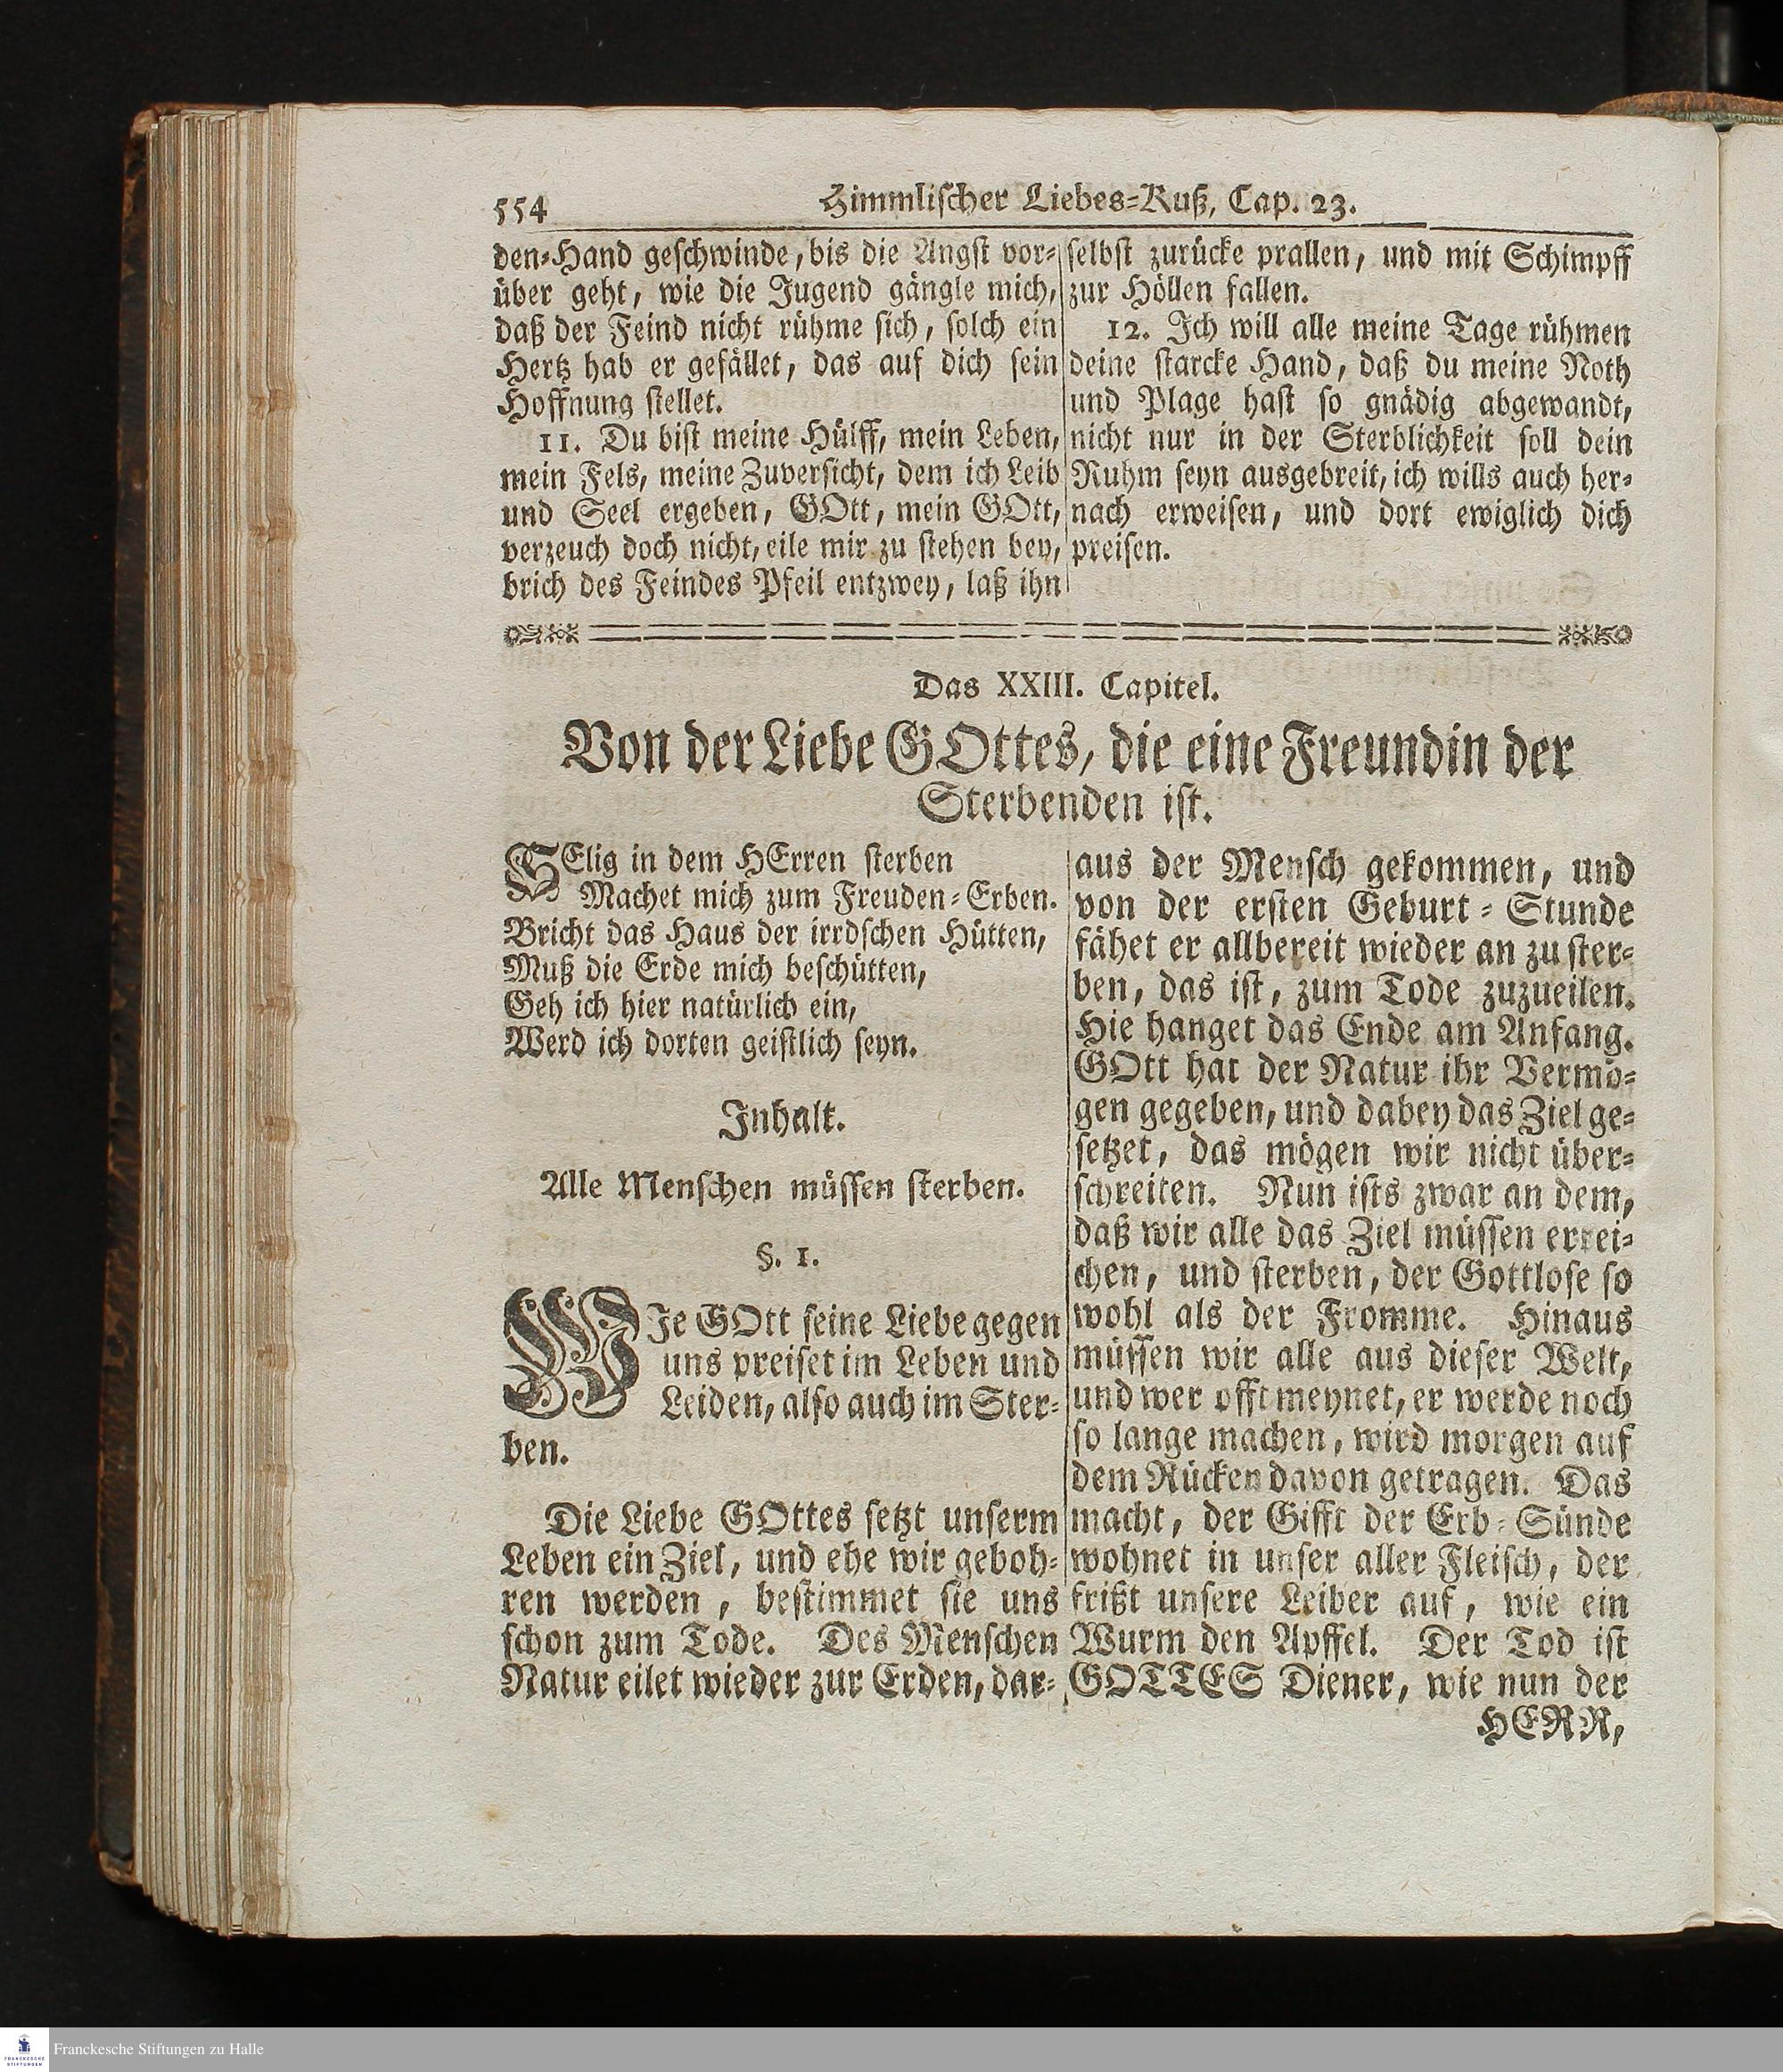 554
Himmlischer Liebes=Kuß, Cap. 23.
den=Hand geschwinde, bis die Angst vor=
über geht, wie die Jugend gängle mich,
daß der Feind nicht rühme sich, solch ein
Hertz hab er gefället, das auf dich sein
Hoffnung stellet.
11. Du bist meine Hülff, mein Leben,
mein Fels, meine Zuversicht, dem ich Leib
und Seel ergeben, GOtt, mein GOtt,
verzeuch doch nicht, eile mir zu stehen bey,
brich des Feindes Pfeil entzwey, laß ihn
selbst zurücke prallen, und mit Schimpff
zur Höllen fallen.
12. Ich will alle meine Tage rühmen
deine starcke Hand, daß du meine Noth
und Plage hast so gnädig abgewandt,
nicht nur in der Sterblichkeit soll dein
Ruhm seyn ausgebreit, ich wills auch her=
nach erweisen, und dort ewiglich dich
preisen.
Das XXIII. Capitel.
Von der Liebe GOttes, die eine Freundin der
Sterbenden ist.
SElig in dem HErren sterben
Machet mich zum Freuden=Erben.
Bricht das Haus der irrdschen Hütten,
Muß die Erde mich beschütten,
Geh ich hier natürlich ein,
Werd ich dorten geistlich seyn.
Inhalt.
Alle Menschen müssen sterben.
§. 1.
WIe GOtt seine Liebe gegen
uns preiset im Leben und
Leiden, also auch im Ster=
ben.
Die Liebe GOttes setzt unserm
Leben ein Ziel, und ehe wir geboh=
ren werden, bestimmet sie uns
schon zum Tode. Des Menschen
Natur eilet wieder zur Erden, dar=
aus der Mensch gekommen, und
von der ersten Geburt=Stunde
fähet er allbereit wieder an zu ster=
ben, das ist, zum Tode zuzueilen.
Hie hanget das Ende am Anfang.
GOtt hat der Natur ihr Vermö=
gen gegeben, und dabey das Ziel ge=
setzet, das mögen wir nicht über=
schreiten. Nun ists zwar an dem,
daß wir alle das Ziel müssen errei=
chen, und sterben, der Gottlose so
wohl als der Fromme. Hinaus
müssen wir alle aus dieser Welt,
und wer offt meynet, er werde noch
so lange machen, wird morgen auf
dem Rücken davon getragen. Das
macht, der Gifft der Erb=Sünde
wohnet in unser aller Fleisch, der
frißt unsere Leiber auf, wie ein
Wurm den Apffel. Der Tod ist
GOTTES Diener, wie nun der
HERR,
Franckesche Stiftungen zu Halle